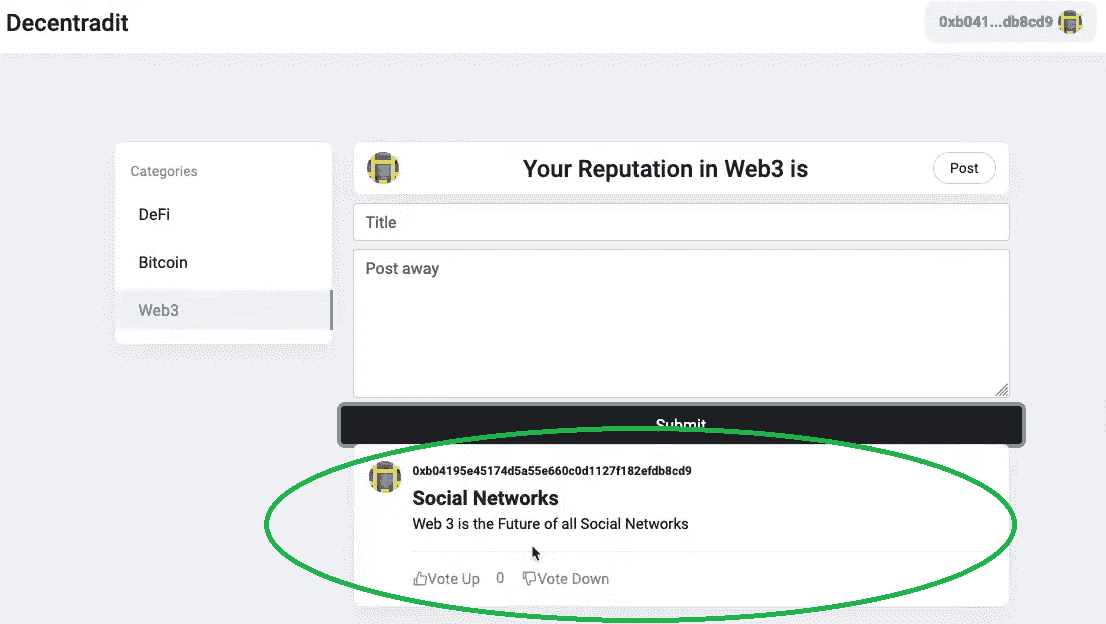 Decentradit
0xb041...db8cd9
Categories
DeFi
Bitcoin
Web3
Your Reputation in Web3 is
Post
Title
Post away
Submit
0xb04195e45174d5a55e660c0d1127f182efdb8cd9
Social Networks
Web 3 is the Future of all Social Networks
Vote Up 0 Vote Down